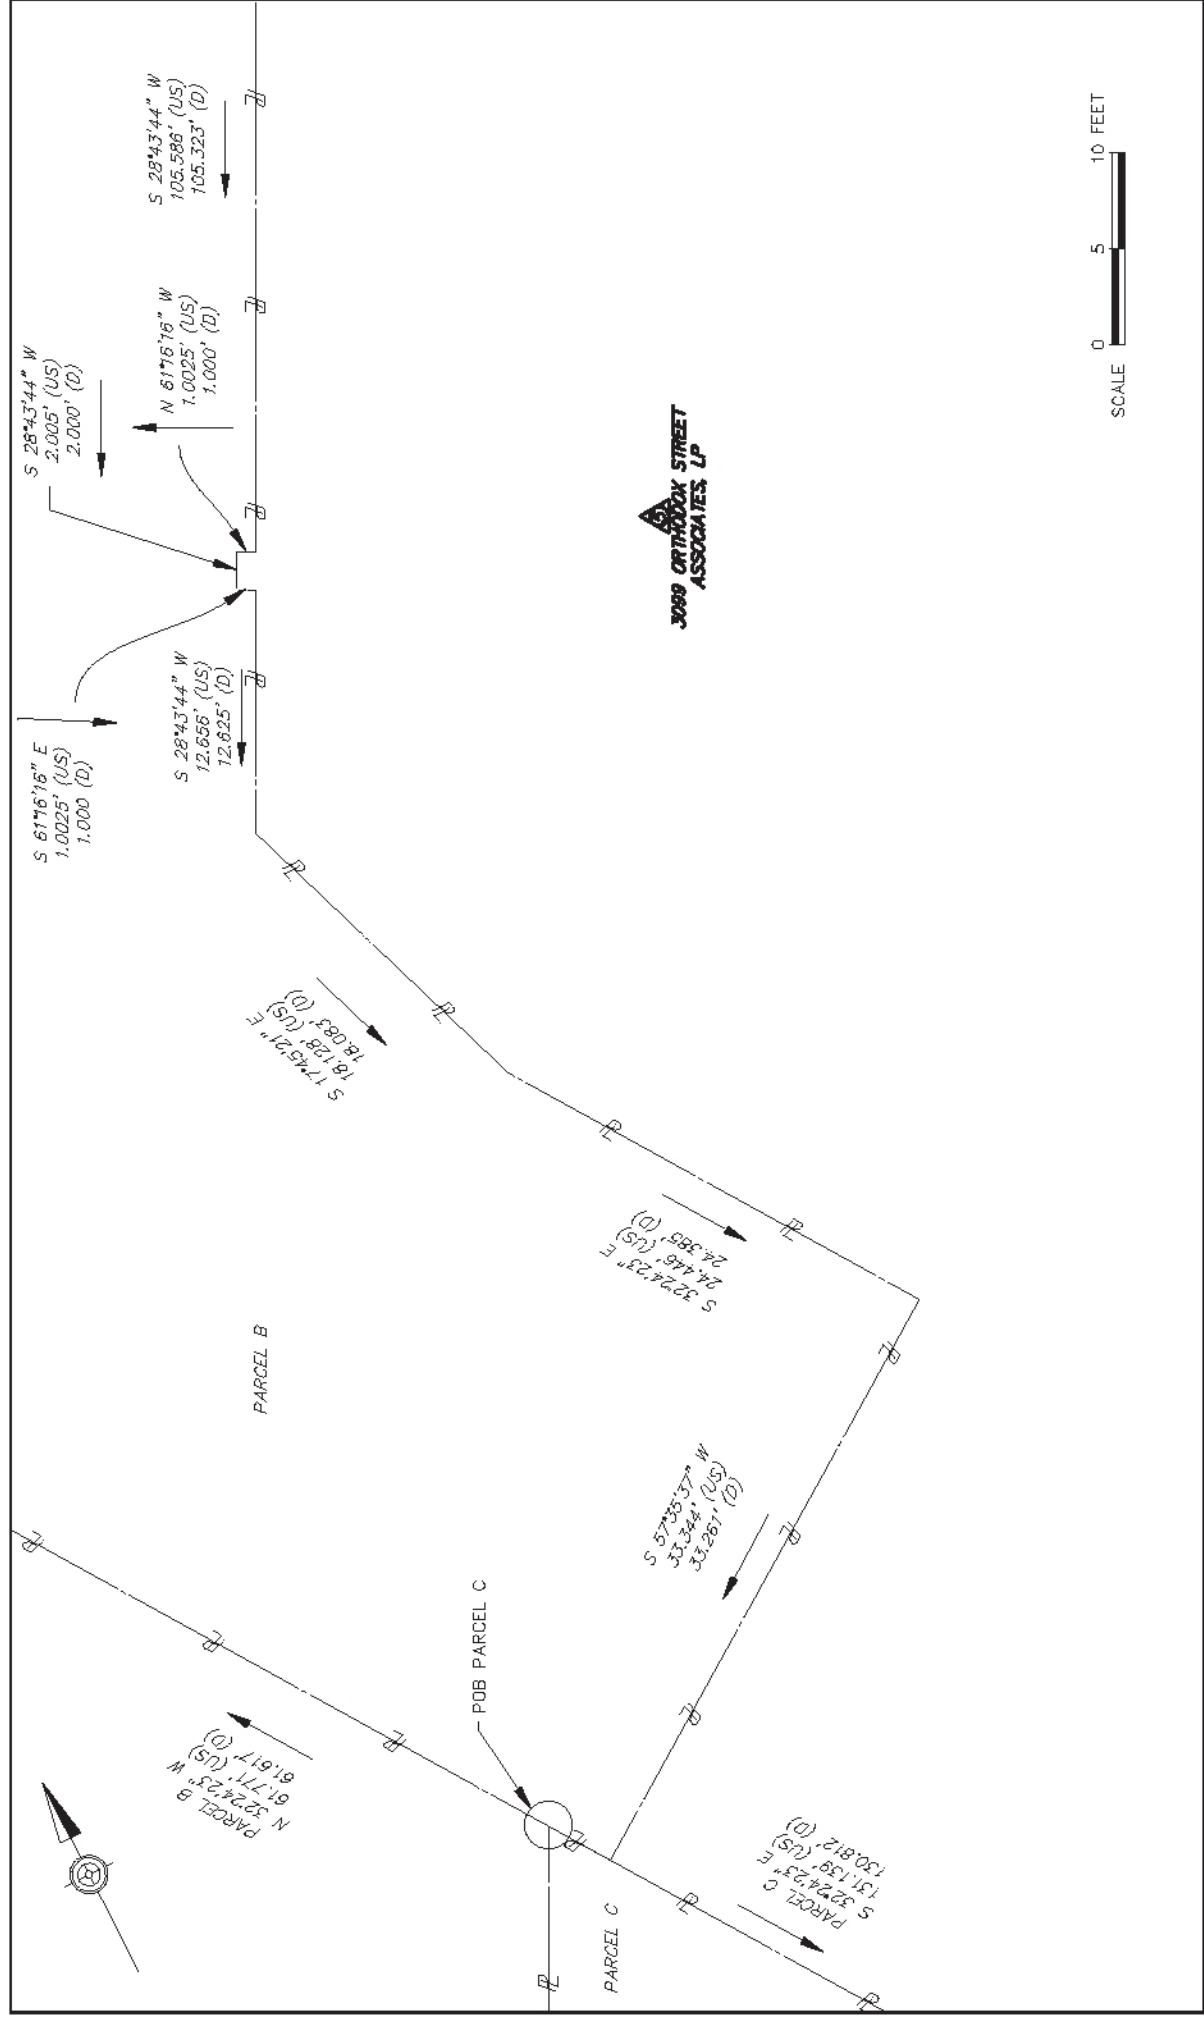 S 28°43'44" W
2.005' (US)
2.000' (D)
S 28°43'44" W
105.586' (US)
105.323' (D)
N 61°16'16" W
1.0025' (US)
1.000' (D)
S 61°16'16" E
1.0025' (US)
1.000 (D)
S 28°43'44" W
12.656' (US)
12.625' (D)
S 17°45'21" E
18.128' (US)
18.083' (D)
S 32°24'23" E
24.446' (US)
24.385' (D)
PARCEL B
S 57°35'37" W
33.344' (US)
33.261' (D)
PARCEL B
N 32°24'23" W
61.771' (US)
61.617' (D)
POB PARCEL C
PARCEL C
PARCEL C
S 32°24'23" E
131.139' (US)
130.812' (D)
3099 ORTHODOX STREET
ASSOCIATES, LP
0 5 10 FEET
SCALE